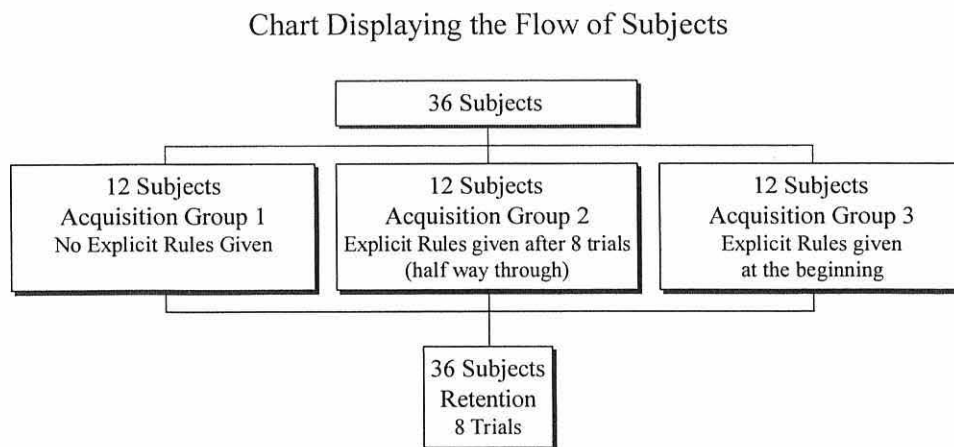 Chart Displaying the Flow of Subjects
36 Subjects
12 Subjects
Acquisition Group 1
No Explicit Rules Given
12 Subjects
Acquisition Group 2
Explicit Rules given after 8 trials
(half way through)
12 Subjects
Acquisition Group 3
Explicit Rules given
at the beginning
36 Subjects
Retention
8 Trials